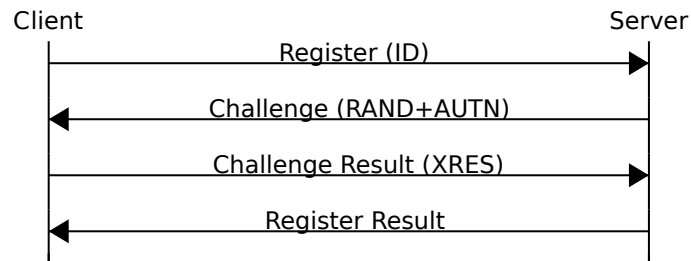 Client Server
Register (ID)
Challenge (RAND+AUTN)
Challenge Result (XRES)
Register Result